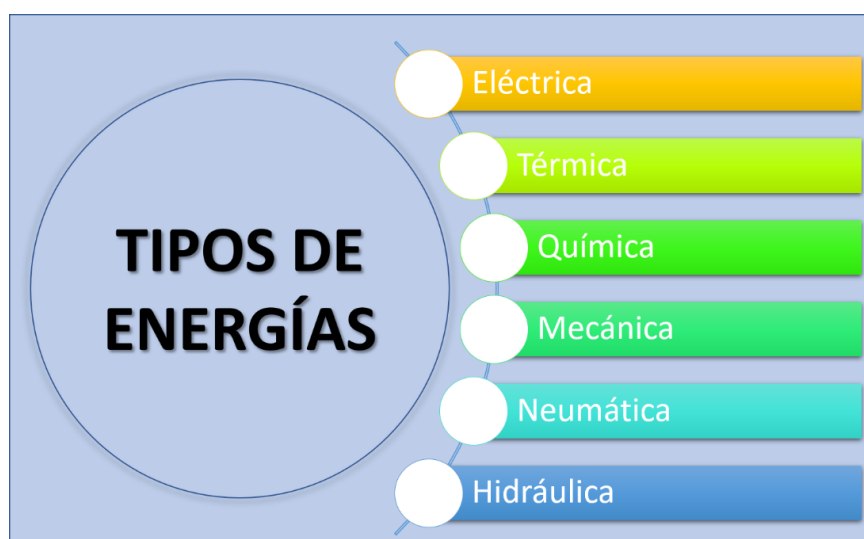 TIPOS DE
ENERGÍAS
Eléctrica
Térmica
Química
Mecánica
Neumática
Hidráulica